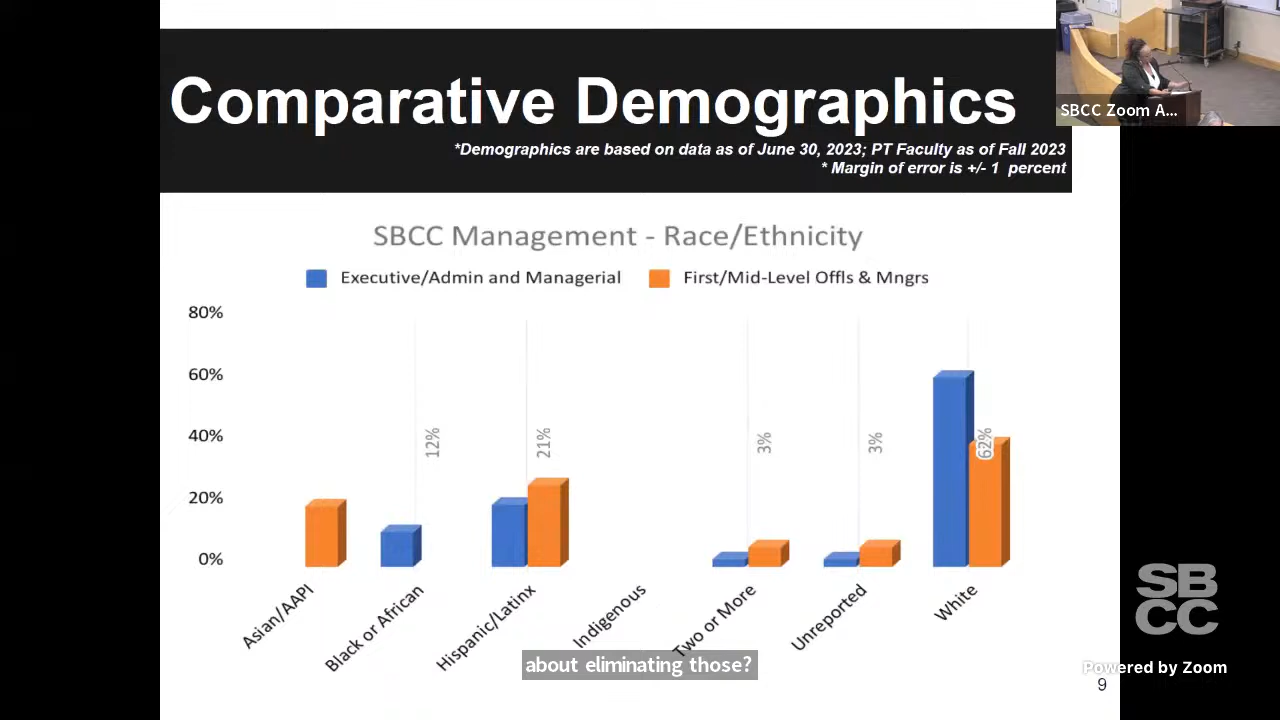 Comparative Demographics
*Demographics are based on data as of June 30, 2023; PT Faculty as of Fall 2023
* Margin of error is +/- 1 percent
SBCC Zoom A...
SBCC Management - Race/Ethnicity
Executive/Admin and Managerial
First/Mid-Level Offls & Mngrs
80%
60%
40%
20%
0%
12%
21%
3%
3%
62%
Asian/AAPI
Black or African
Hispanic/Latinx
Indigenous
Two or More
Unreported
White
about eliminating those?
SB
CC
Powered by Zoom
9